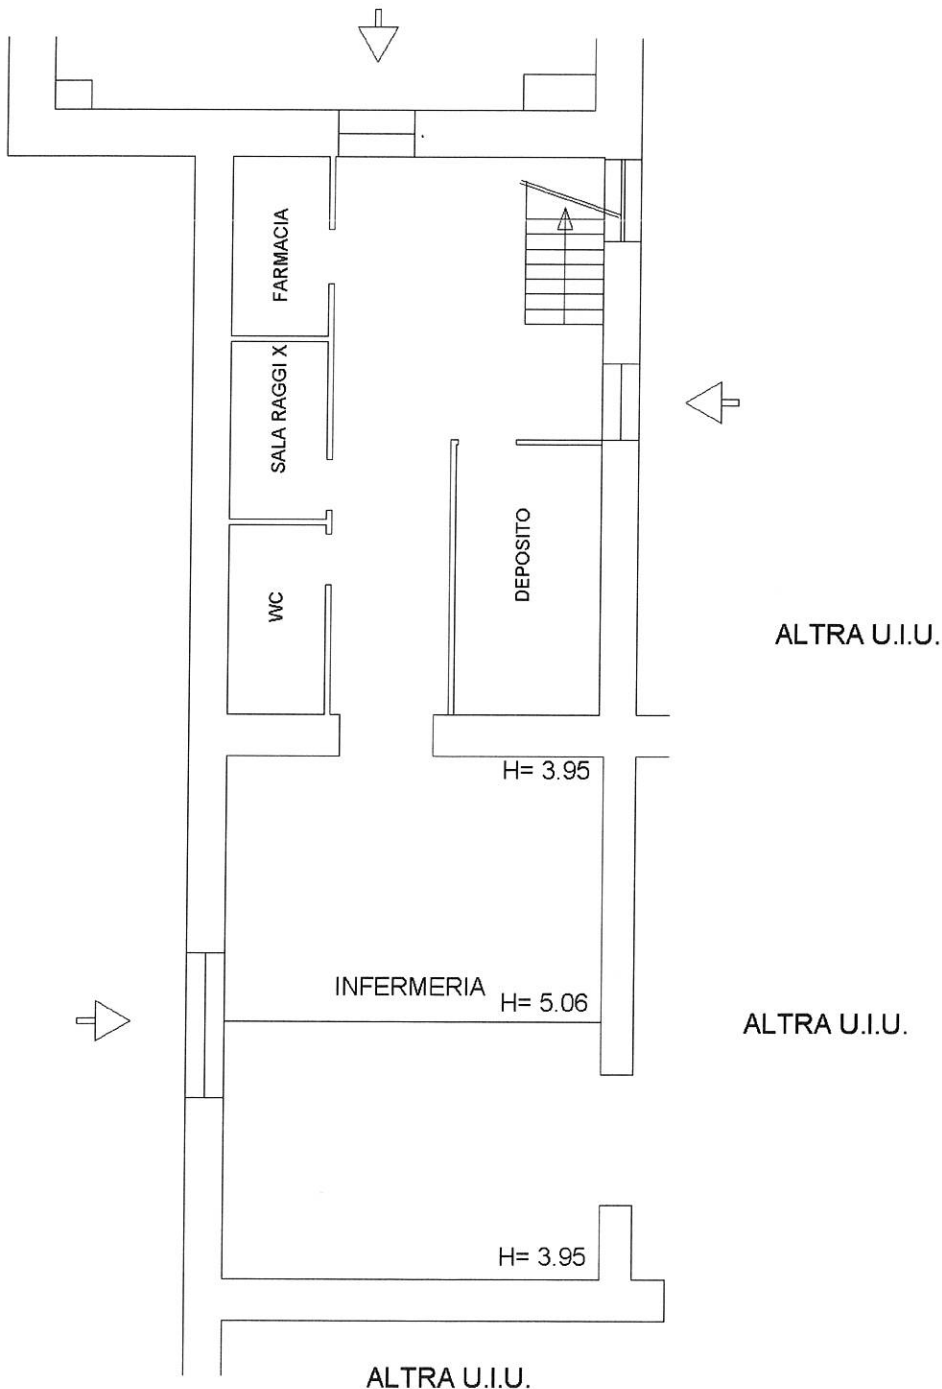 FARMACIA
SALA RAGGI X
WC
DEPOSITO
ALTRA U.I.U.
H= 3.95
INFERMERIA
H= 5.06
ALTRA U.I.U.
H= 3.95
ALTRA U.I.U.